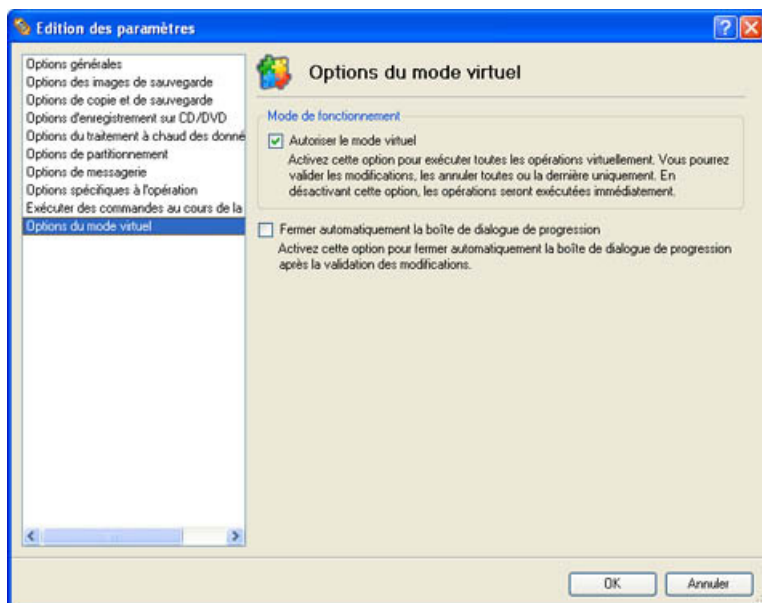 Edition des paramètres
Options générales
Options des images de sauvegarde
Options de copie et de sauvegarde
Options d'enregistrement sur CD/DVD
Options du traitement à chaud des donné
Options de partitionnement
Options de messagerie
Options spécifiques à l'opération
Exécuter des commandes au cours de la
Options du mode virtuel
Options du mode virtuel
Mode de fonctionnement
Autoriser le mode virtuel
Activez cette option pour exécuter toutes les opérations virtuellement. Vous pourrez
valider les modifications, les annuler toutes ou la dernière uniquement. En
désactivant cette option, les opérations seront exécutées immédiatement.
Fermer automatiquement la boîte de dialogue de progression
Activez cette option pour fermer automatiquement la boîte de dialogue de progression
après la validation des modifications.
OK
Annuler